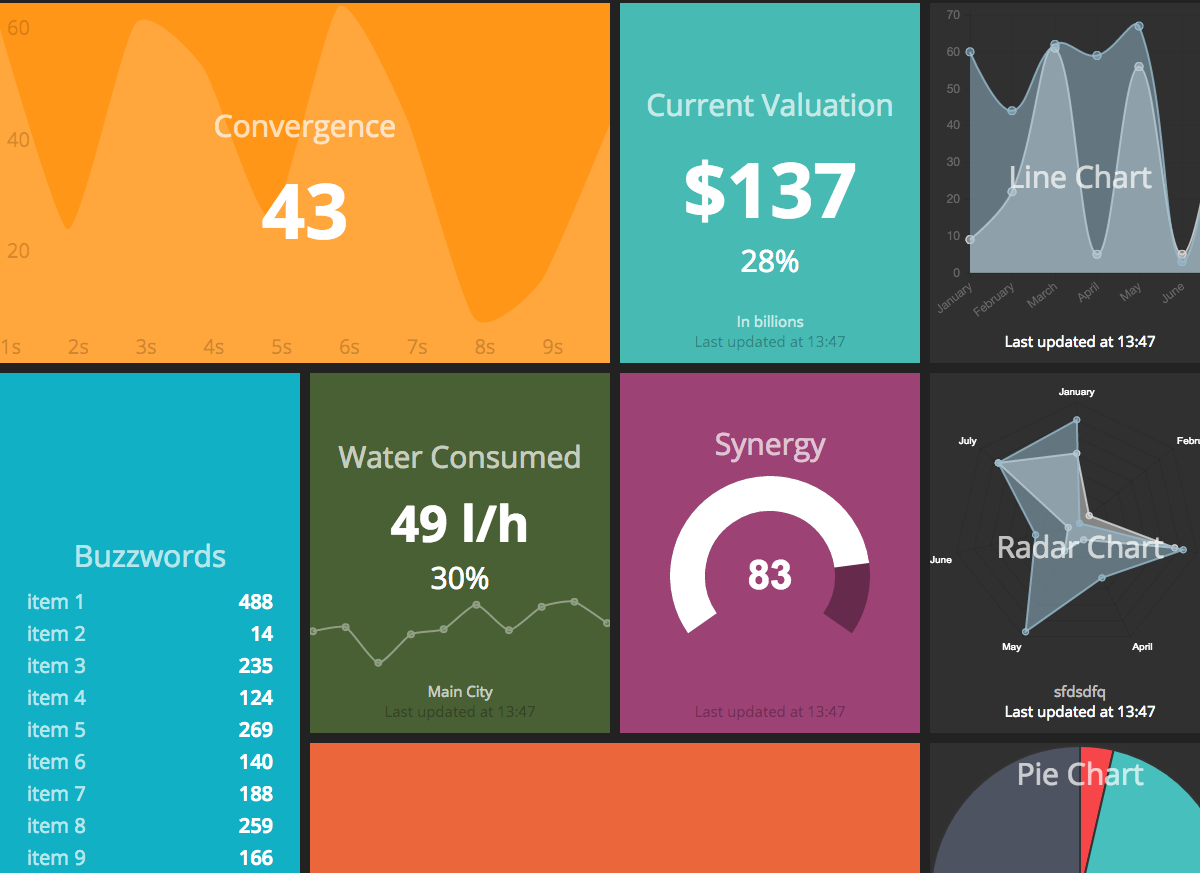 60
40
20
Convergence
43
1s 2s 3s 4s 5s 6s 7s 8s 9s
Current Valuation
$137
28%
In billions
Last updated at 13:47
70
60
50
40
30
20
10
0
Line Chart
January February March April May June
Last updated at 13:47
Buzzwords
item 1 488
item 2 14
item 3 235
item 4 124
item 5 269
item 6 140
item 7 188
item 8 259
item 9 166
Water Consumed
49 l/h
30%
Main City
Last updated at 13:47
Synergy
83
Last updated at 13:47
January
July Febru
Radar Chart
June
May April
sfdsdfq
Last updated at 13:47
Pie Chart